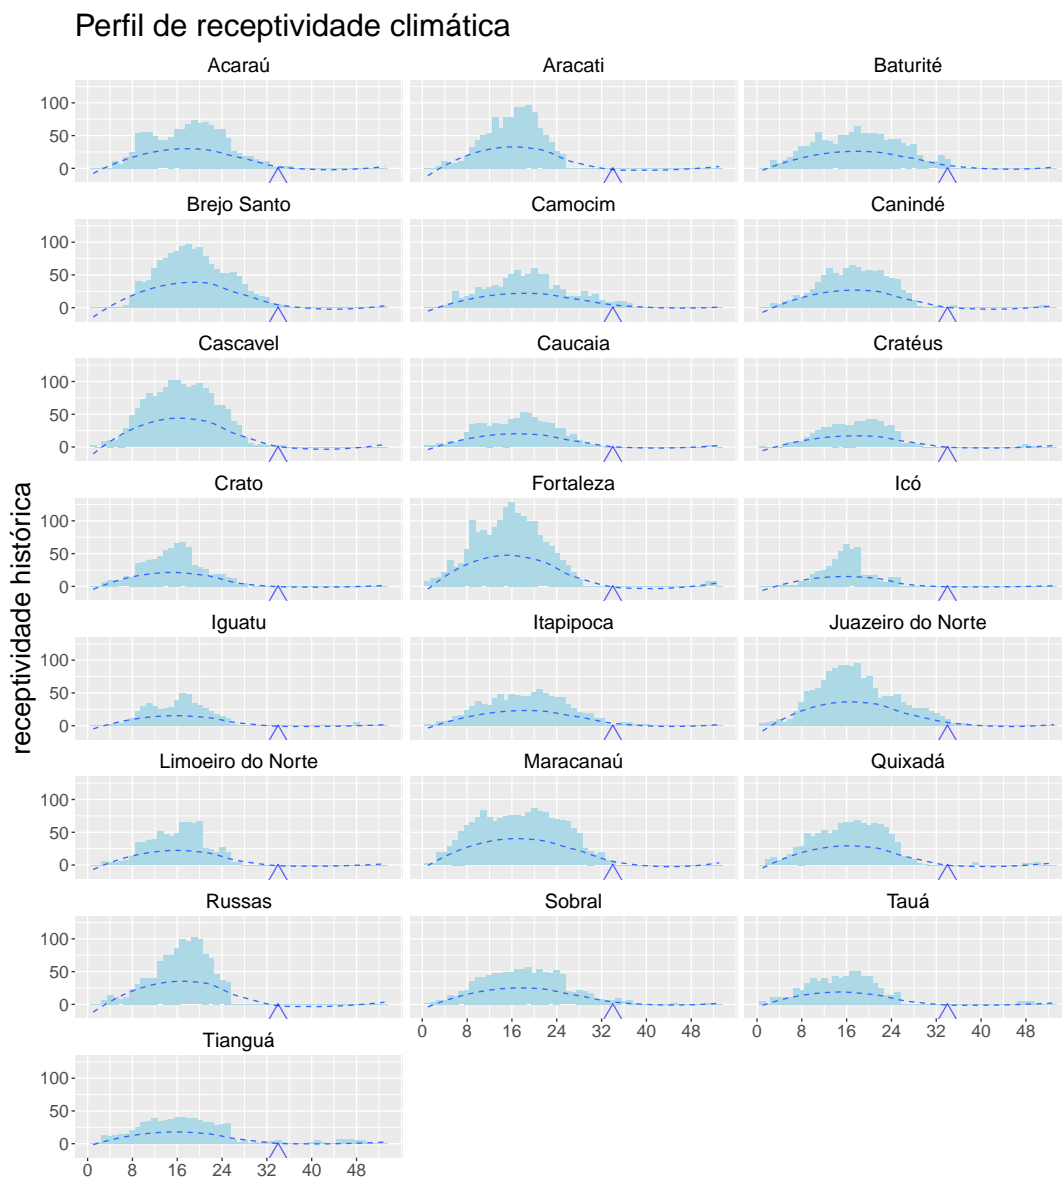 Perfil de receptividade climática
Acaraú Aracati Baturité
100
50
0
Brejo Santo Camocim Canindé
100
50
0
Cascavel Caucaia Cratéus
100
50
0
Crato Fortaleza Icó
100
50
0
Iguatu Itapipoca Juazeiro do Norte
100
50
0
Limoeiro do Norte Maracanaú Quixadá
100
50
0
Russas Sobral Tauá
100
50
0
0 8 16 24 32 40 48 0 8 16 24 32 40 48
Tianguá
100
50
0
0 8 16 24 32 40 48
receptividade histórica